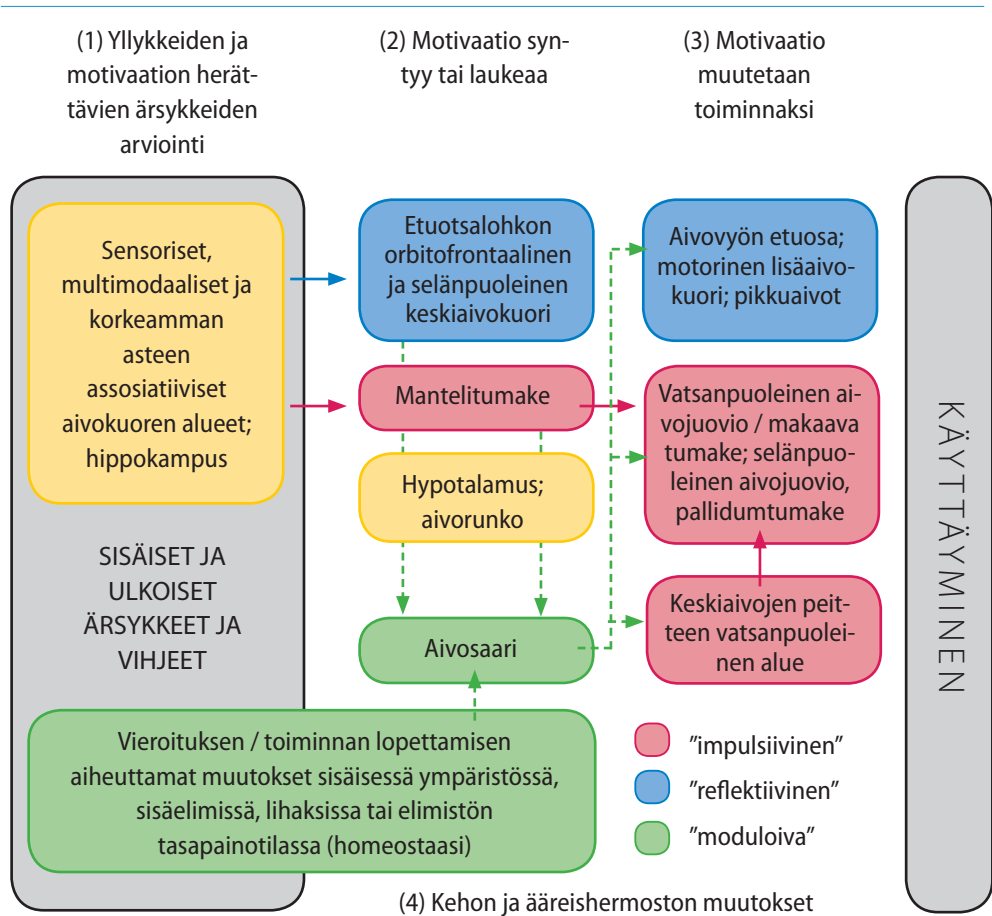 (1) Yllykkeiden ja
motivaation herät-
tävien ärsykkeiden
arviointi
(2) Motivaatio syn-
tyy tai laukeaa
(3) Motivaatio
muutetaan
toiminnaksi
Sensoriset,
multimodaaliset ja
korkeamman
asteen
assosiatiiviset
aivokuoren alueet;
hippokampus
SISÄISET JA
ULKOISET
ÄRSYKKEET JA
VIHJEET
Etuotsalohkon
orbitofrontaalinen
ja selänpuoleinen
keskiaivokuori
Mantelitumake
Hypotalamus;
aivorunko
Aivosaari
Aivovyön etuosa;
motorinen lisäaivo-
kuori; pikkuaivot
Vatsanpuoleinen ai-
vojuovio / makaava
tumake; selänpuo-
leinen aivojuovio,
pallidumtumake
Keskiaivojen peit-
teen vatsanpuolei-
nen alue
KÄYTTÄYMINEN
Vieroituksen / toiminnan lopettamisen
aiheuttamat muutokset sisäisessä ympäristössä,
sisäelimissä, lihaksissa tai elimistön
tasapainotilassa (homeostaasi)
"impulsiivinen"
"reflektiivinen"
"moduloiva"
(4) Kehon ja ääreishermoston muutokset